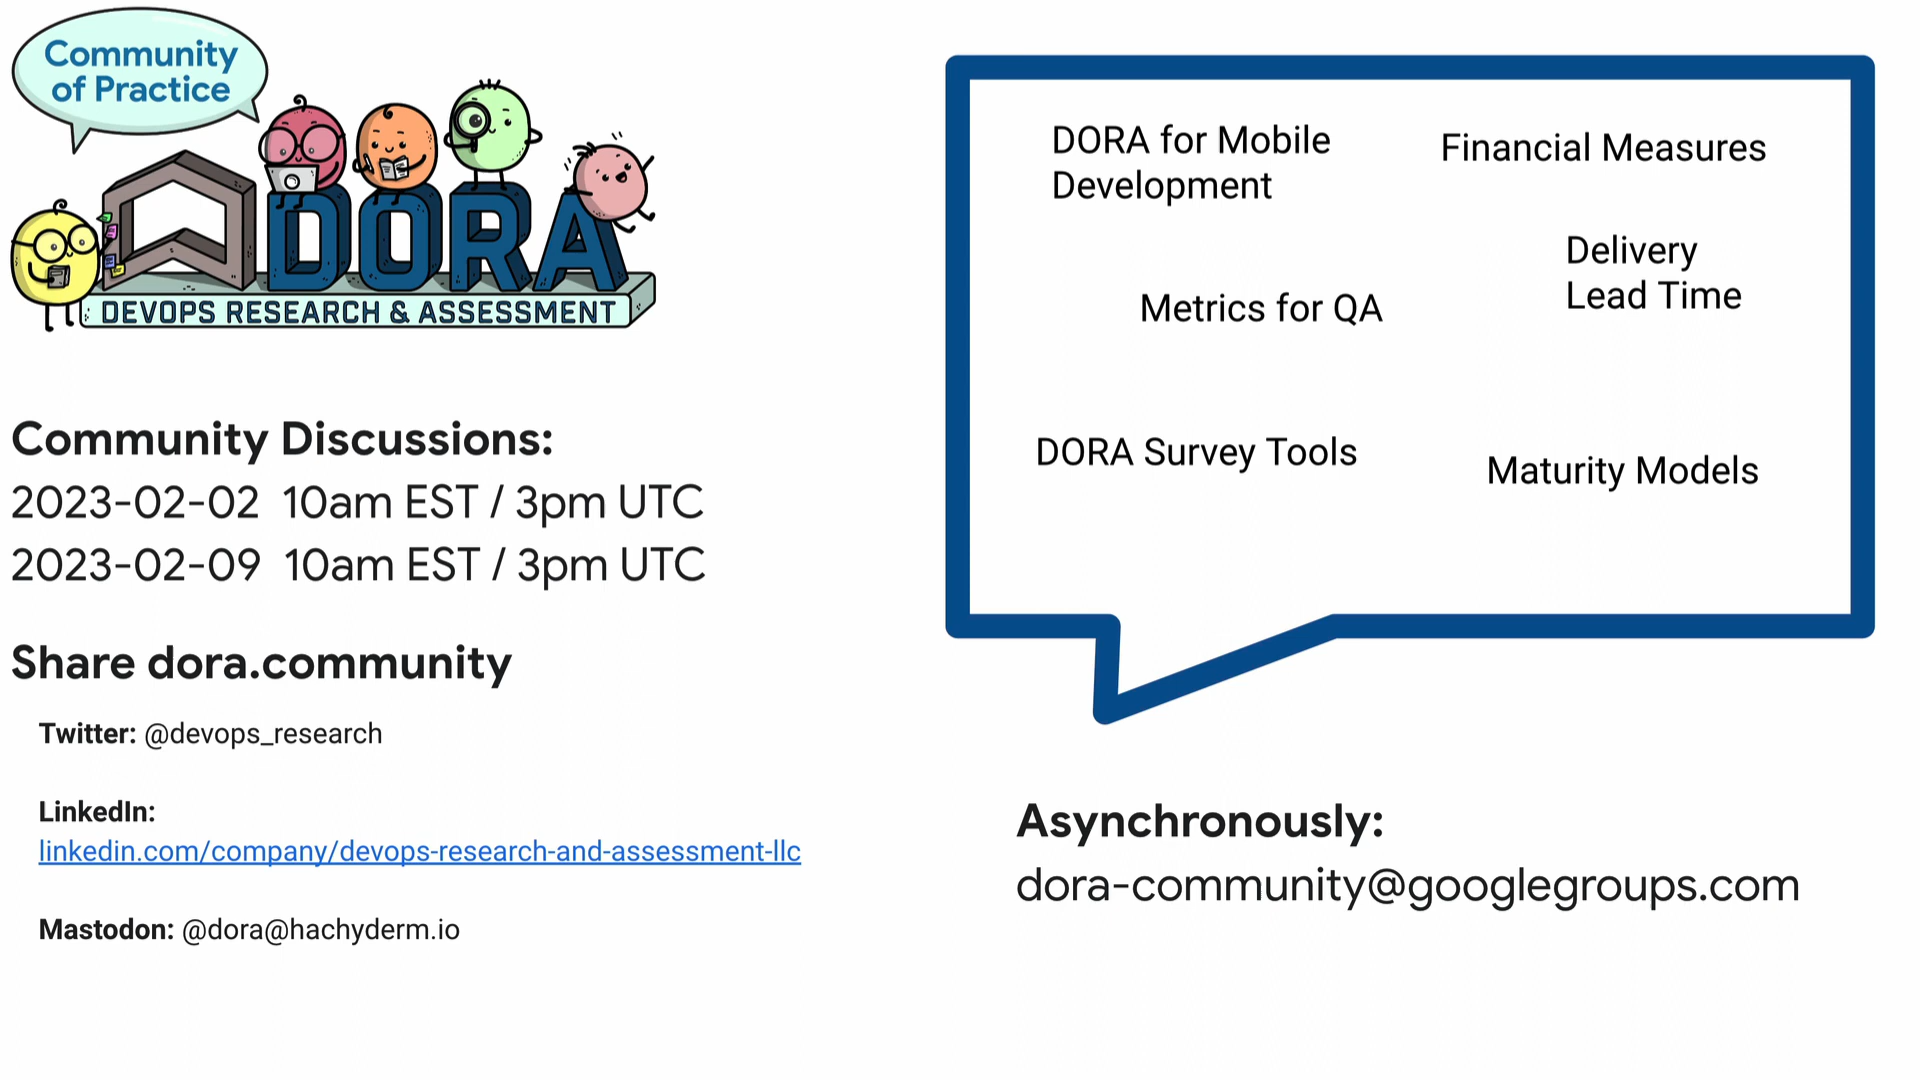 Community
of Practice
DORA
DEVOPS RESEARCH & ASSESSMENT
Community Discussions:
2023-02-02 10am EST / 3pm UTC
2023-02-09 10am EST / 3pm UTC
Share dora.community
Twitter: @devops_research
LinkedIn:
linkedin.com/company/devops-research-and-assessment-llc
Mastodon: @dora@hachyderm.io
DORA for Mobile
Development
Financial Measures
Delivery
Lead Time
Metrics for QA
DORA Survey Tools
Maturity Models
Asynchronously:
dora-community@googlegroups.com